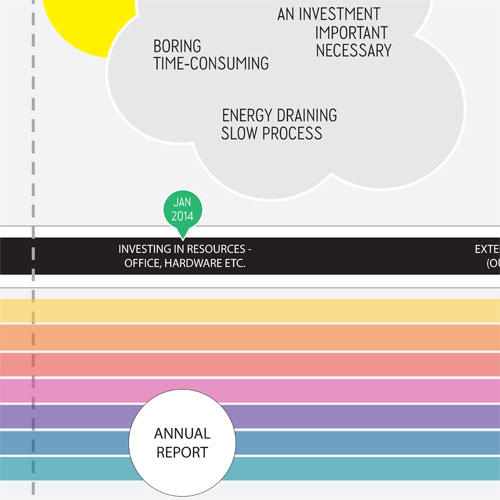 AN INVESTMENT
IMPORTANT
NECESSARY
BORING
TIME-CONSUMING
ENERGY DRAINING
SLOW PROCESS
JAN
2014
INVESTING IN RESOURCES -
OFFICE, HARDWARE ETC.
EXTE
(OU
ANNUAL
REPORT